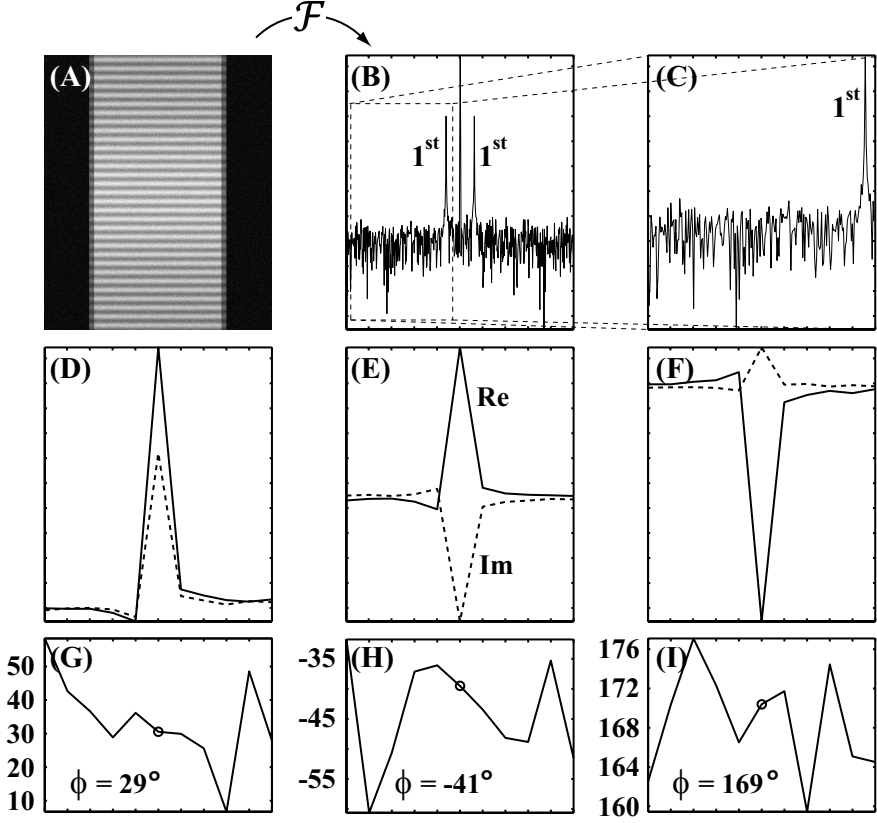 ℱ
(A)
(B)
(C)
1st
1st
1st
(D)
(E)
(F)
Re
Im
(G)
50
40
30
20
10
ϕ = 29°
(H)
-35
-45
-55
ϕ = -41°
(I)
176
172
168
164
160
ϕ = 169°